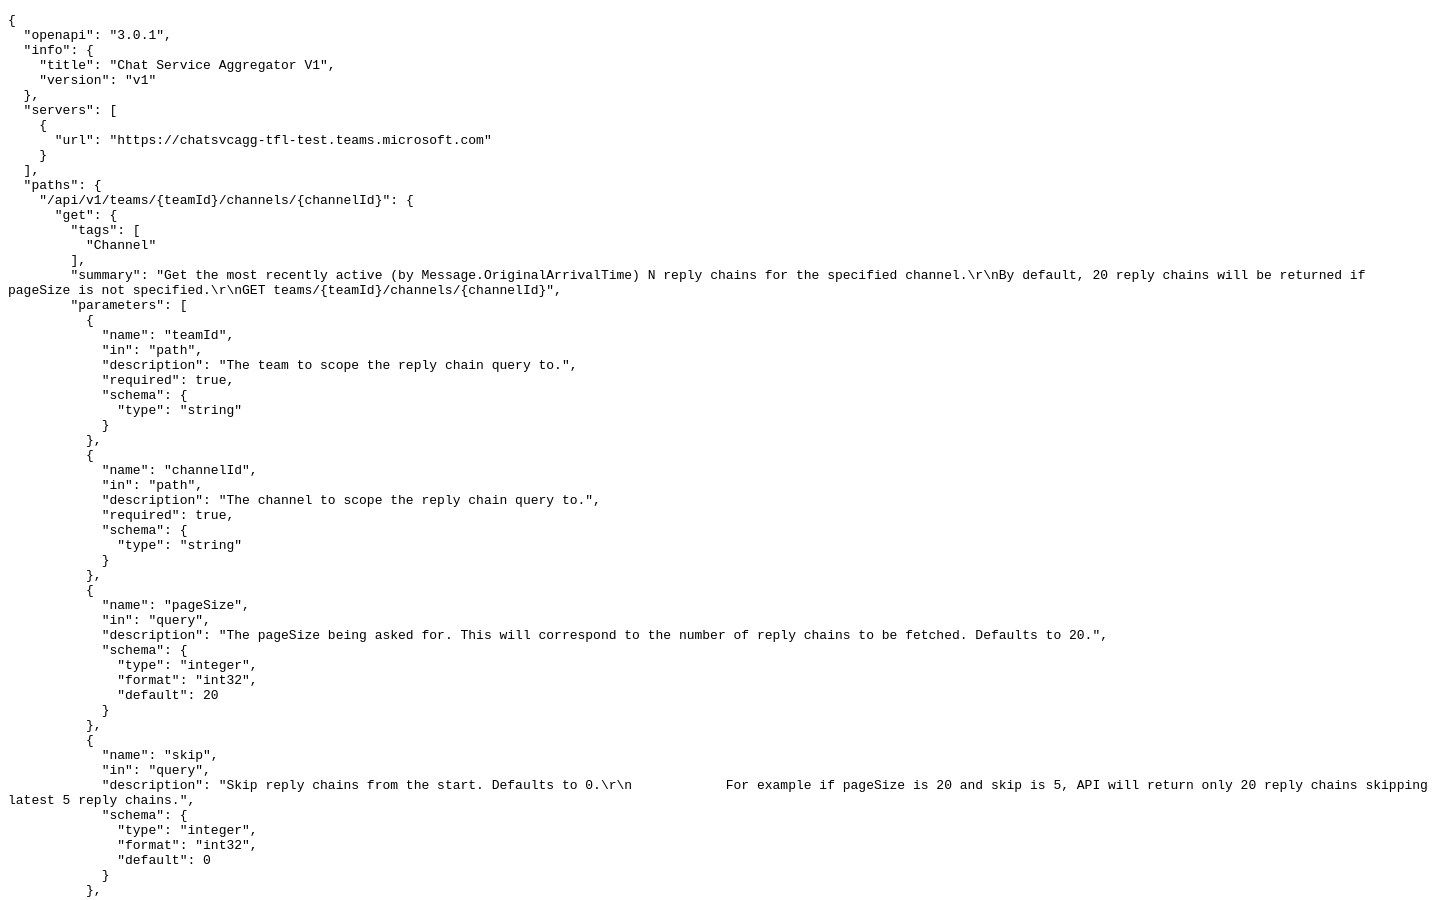 {
  "openapi": "3.0.1",
  "info": {
    "title": "Chat Service Aggregator V1",
    "version": "v1"
  },
  "servers": [
    {
      "url": "https://chatsvcagg-tfl-test.teams.microsoft.com"
    }
  ],
  "paths": {
    "/api/v1/teams/{teamId}/channels/{channelId}": {
      "get": {
        "tags": [
          "Channel"
        ],
        "summary": "Get the most recently active (by Message.OriginalArrivalTime) N reply chains for the specified channel.\r\nBy default, 20 reply chains will be returned if
pageSize is not specified.\r\nGET teams/{teamId}/channels/{channelId}",
        "parameters": [
          {
            "name": "teamId",
            "in": "path",
            "description": "The team to scope the reply chain query to.",
            "required": true,
            "schema": {
              "type": "string"
            }
          },
          {
            "name": "channelId",
            "in": "path",
            "description": "The channel to scope the reply chain query to.",
            "required": true,
            "schema": {
              "type": "string"
            }
          },
          {
            "name": "pageSize",
            "in": "query",
            "description": "The pageSize being asked for. This will correspond to the number of reply chains to be fetched. Defaults to 20.",
            "schema": {
              "type": "integer",
              "format": "int32",
              "default": 20
            }
          },
          {
            "name": "skip",
            "in": "query",
            "description": "Skip reply chains from the start. Defaults to 0.\r\n            For example if pageSize is 20 and skip is 5, API will return only 20 reply chains skipping
latest 5 reply chains.",
            "schema": {
              "type": "integer",
              "format": "int32",
              "default": 0
            }
          },